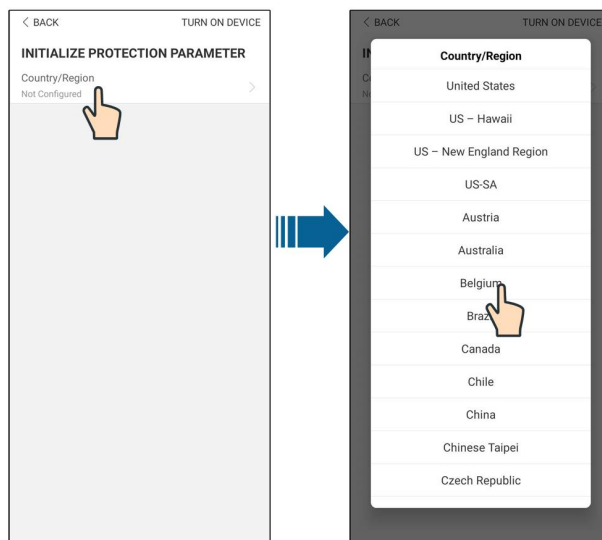 < BACK TURN ON DEVICE
INITIALIZE PROTECTION PARAMETER
Country/Region
Not Configured
< BACK TURN ON DEVICE
Country/Region
United States
US – Hawaii
US – New England Region
US-SA
Austria
Australia
Belgium
Canada
Chile
China
Chinese Taipei
Czech Republic